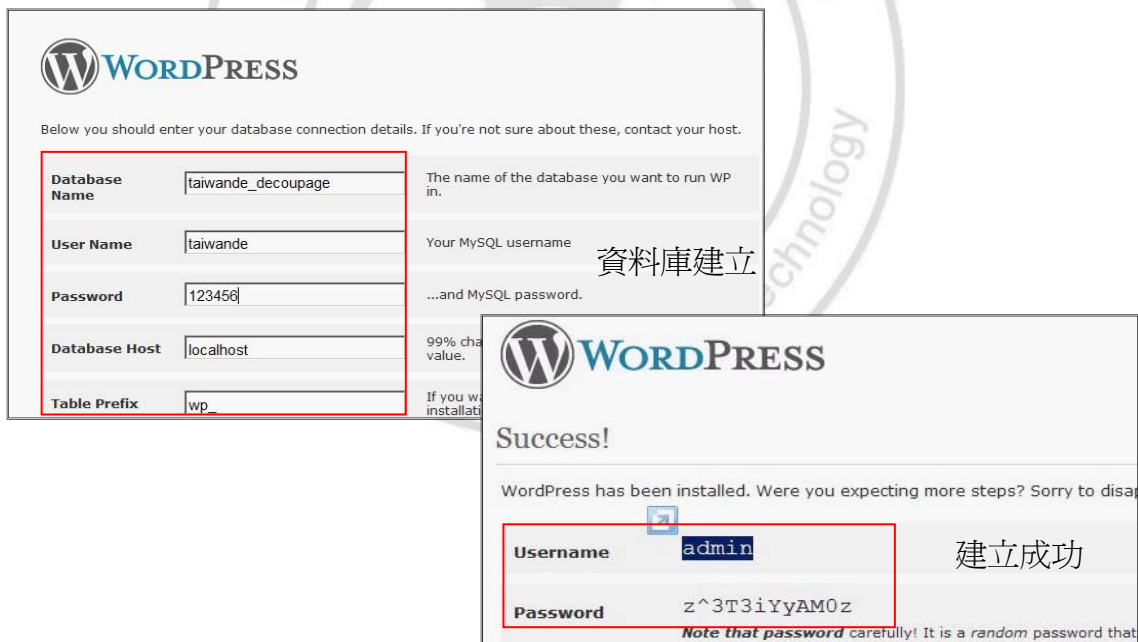 WORDPRESS
Below you should enter your database connection details. If you're not sure about these, contact your host.
Database Name
taiwande_decoupage
The name of the database you want to run WP in.
User Name
taiwande
Your MySQL username
資料庫建立
Password
123456
...and MySQL password.
Database Host
localhost
99%
value.
Table Prefix
wp_
If you
chnology
WORDPRESS
Success!
WordPress has been installed. Were you expecting more steps? Sorry to
Username
admin
建立成功
Password
z^3T3iYyAM0z
Note that password carefully! It is a random password that